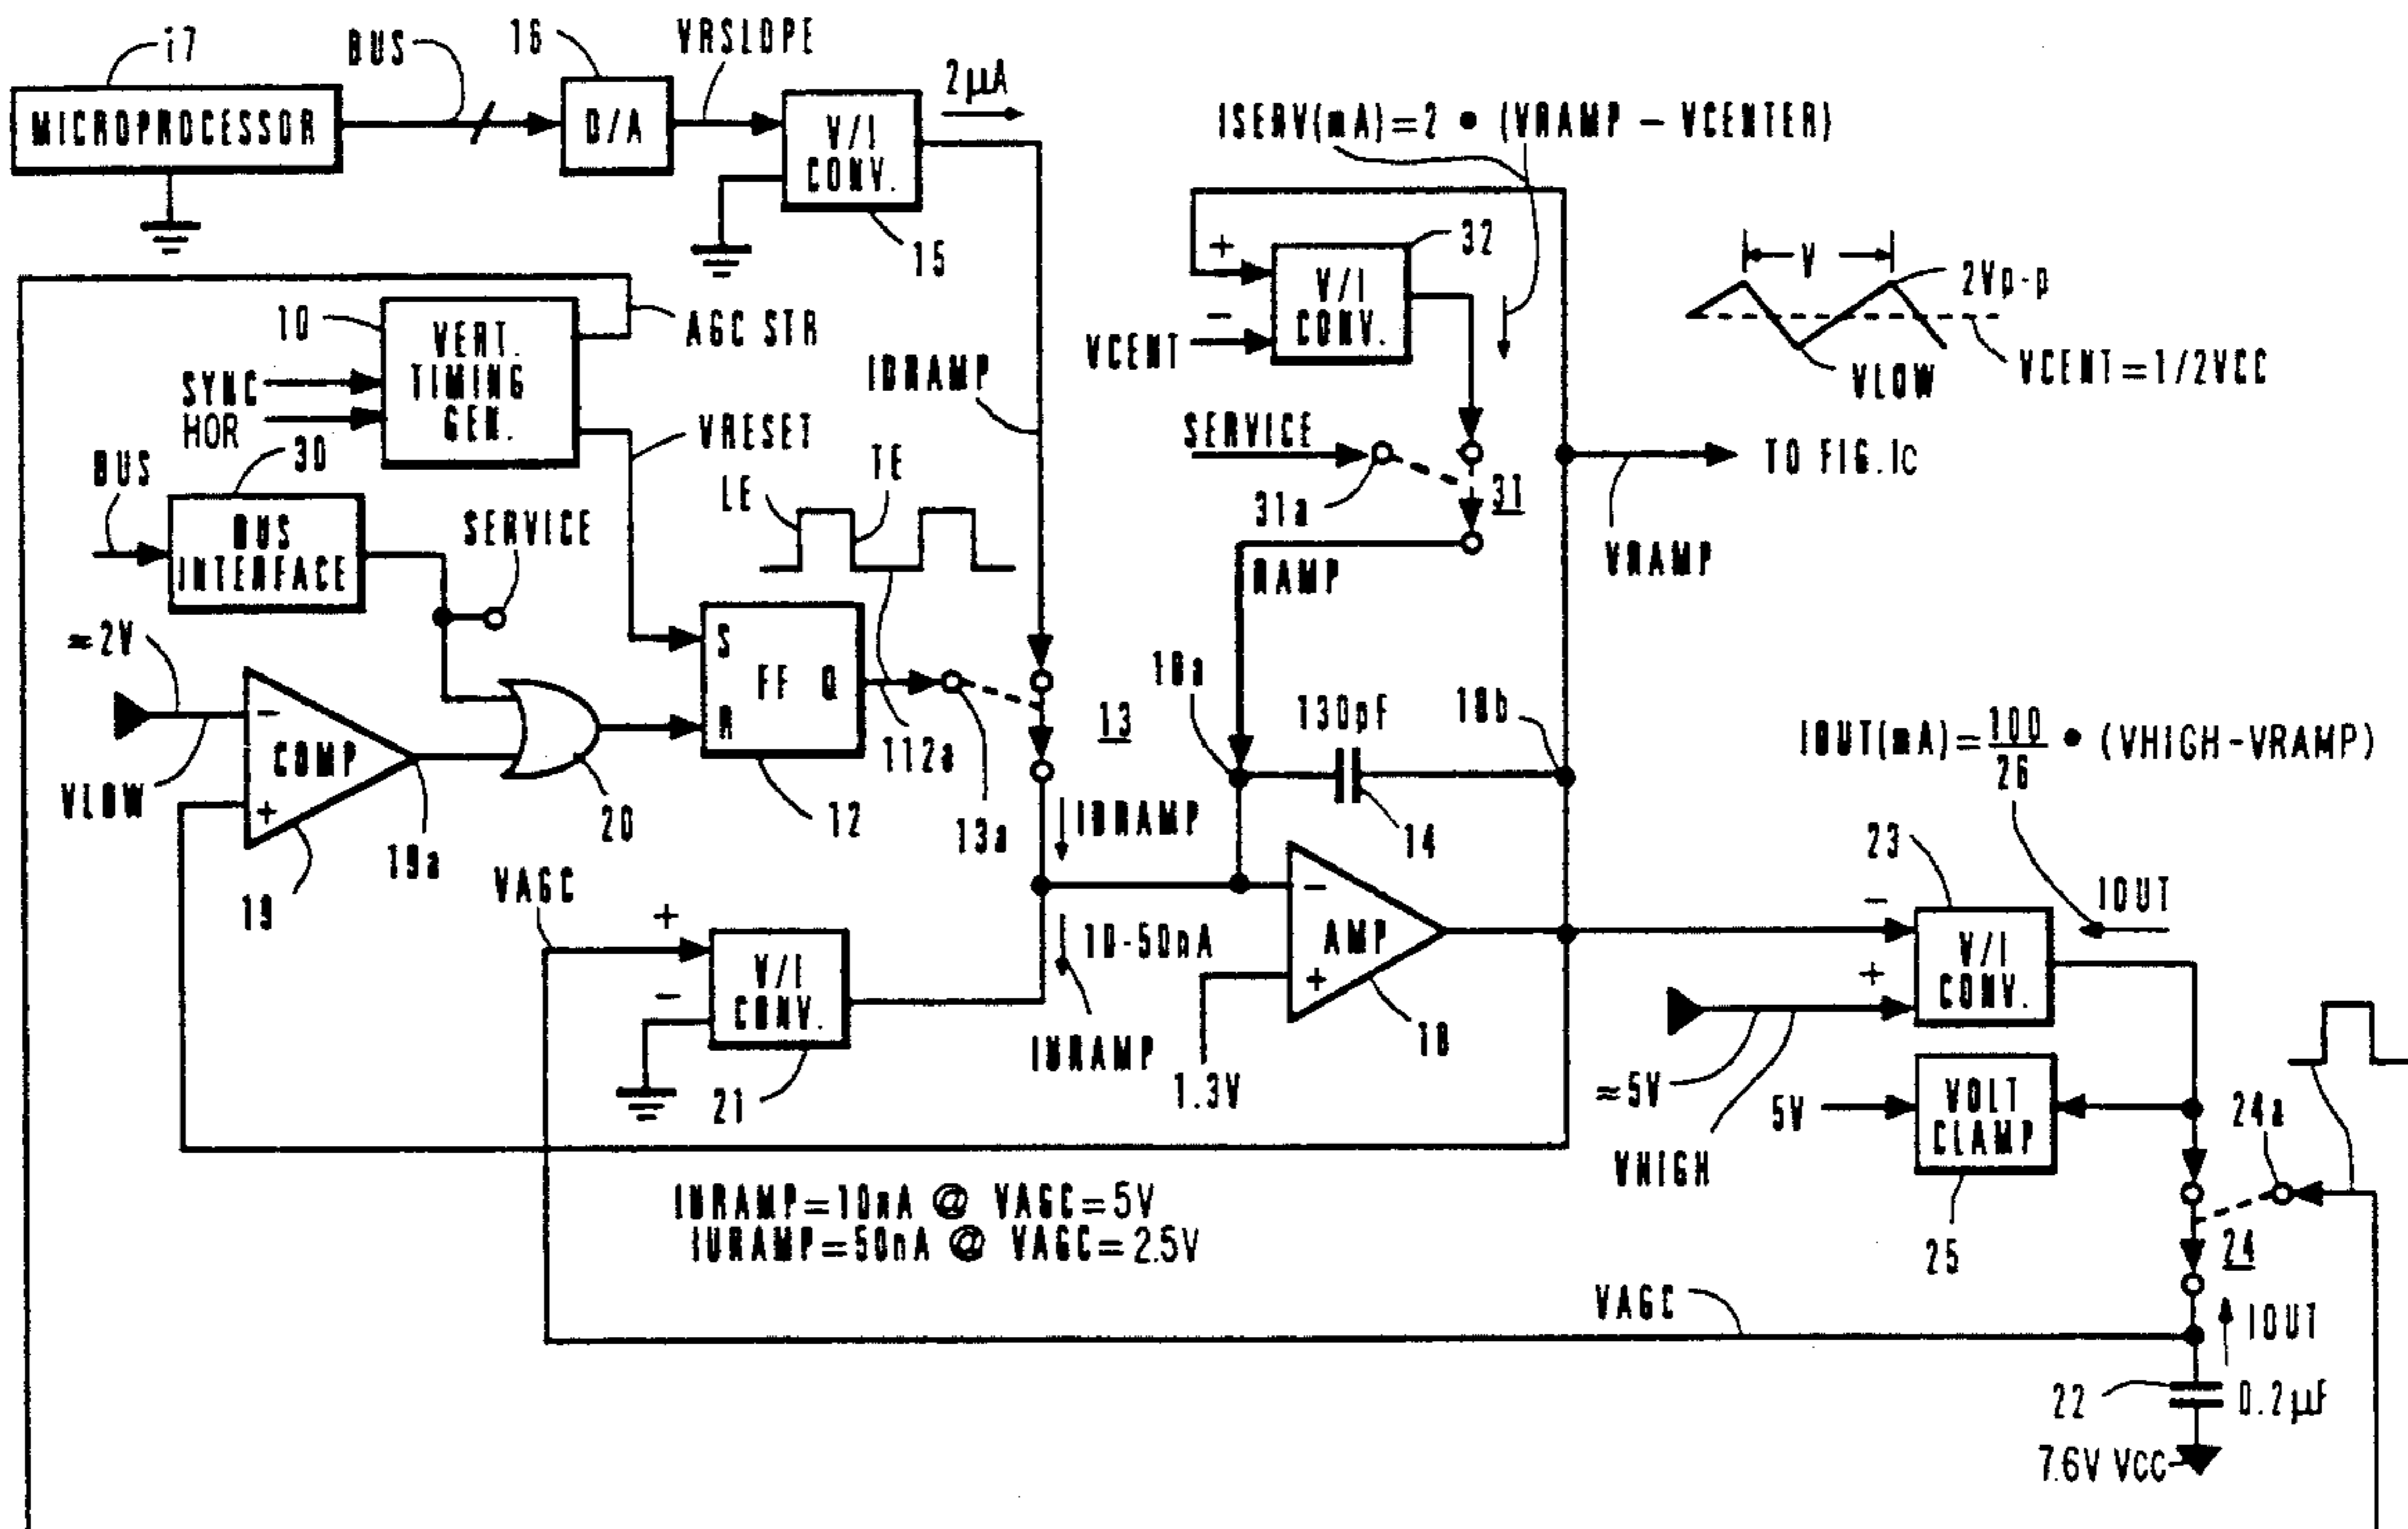 i7
BUS
16
VRSLOPE
2µA
MICROPROCESSOR
D/A
V/I
CONV.
15
ISERV(mA)=2 • (VRAMP – VCENTER)
10
VERT.
TIMING
GEN.
AGC STR
SYNC
HOR
VRESET
IDRAMP
+
–
V/I
CONV.
32
VCENT
V
2Vp-p
VLOW
VCENT=1/2VCC
BUS
30
BUS
INTERFACE
SERVICE
LE
TE
SERVICE
31a
31
RAMP
TO FIG.1c
VRAMP
≈2V
VLOW
–
COMP
+
19
19a
20
S
FF Q
R
12
112a
13a
13
IDRAMP
18a
130pF
14
18b
IOUT(mA)=100/26 • (VHIGH-VRAMP)
VAGC
+
–
V/I
CONV.
21
10-50nA
IURAMP
–
AMP
+
18
1.3V
23
–
+
V/I
CONV.
IOUT
≈5V
VHIGH
5V
VOLT
CLAMP
25
24a
24
IURAMP=10nA @ VAGC=5V
IURAMP=50nA @ VAGC=2.5V
VAGC
IOUT
22
0.2µF
7.6V VCC